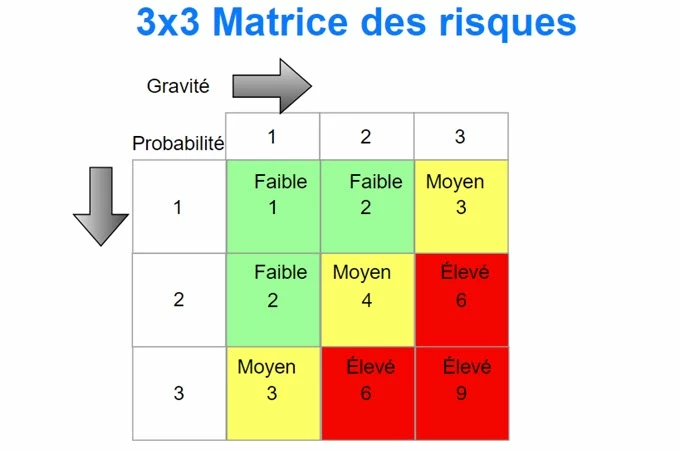 3x3 Matrice des risques
Gravité
Probabilité 1 2 3
1 Faible 1 Faible 2 Moyen 3
2 Faible 2 Moyen 4 Élevé 6
3 Moyen 3 Élevé 6 Élevé 9